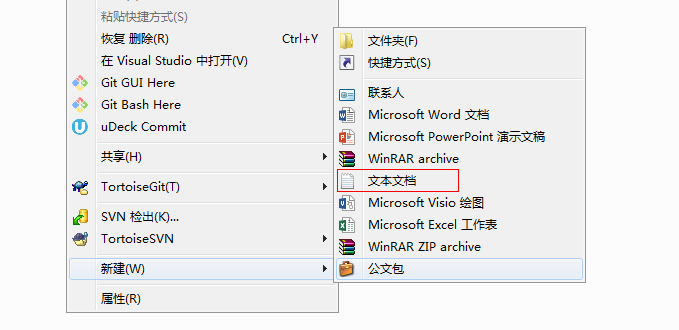 粘贴快捷方式(S)
恢复 删除(R) Ctrl+Y
在 Visual Studio 中打开(V)
Git GUI Here
Git Bash Here
uDeck Commit
共享(H)
TortoiseGit(T)
SVN 检出(K)...
TortoiseSVN
新建(W)
属性(R)
文件夹(F)
快捷方式(S)
联系人
Microsoft Word 文档
Microsoft PowerPoint 演示文稿
WinRAR archive
文本文档
Microsoft Visio 绘图
Microsoft Excel 工作表
WinRAR ZIP archive
公文包